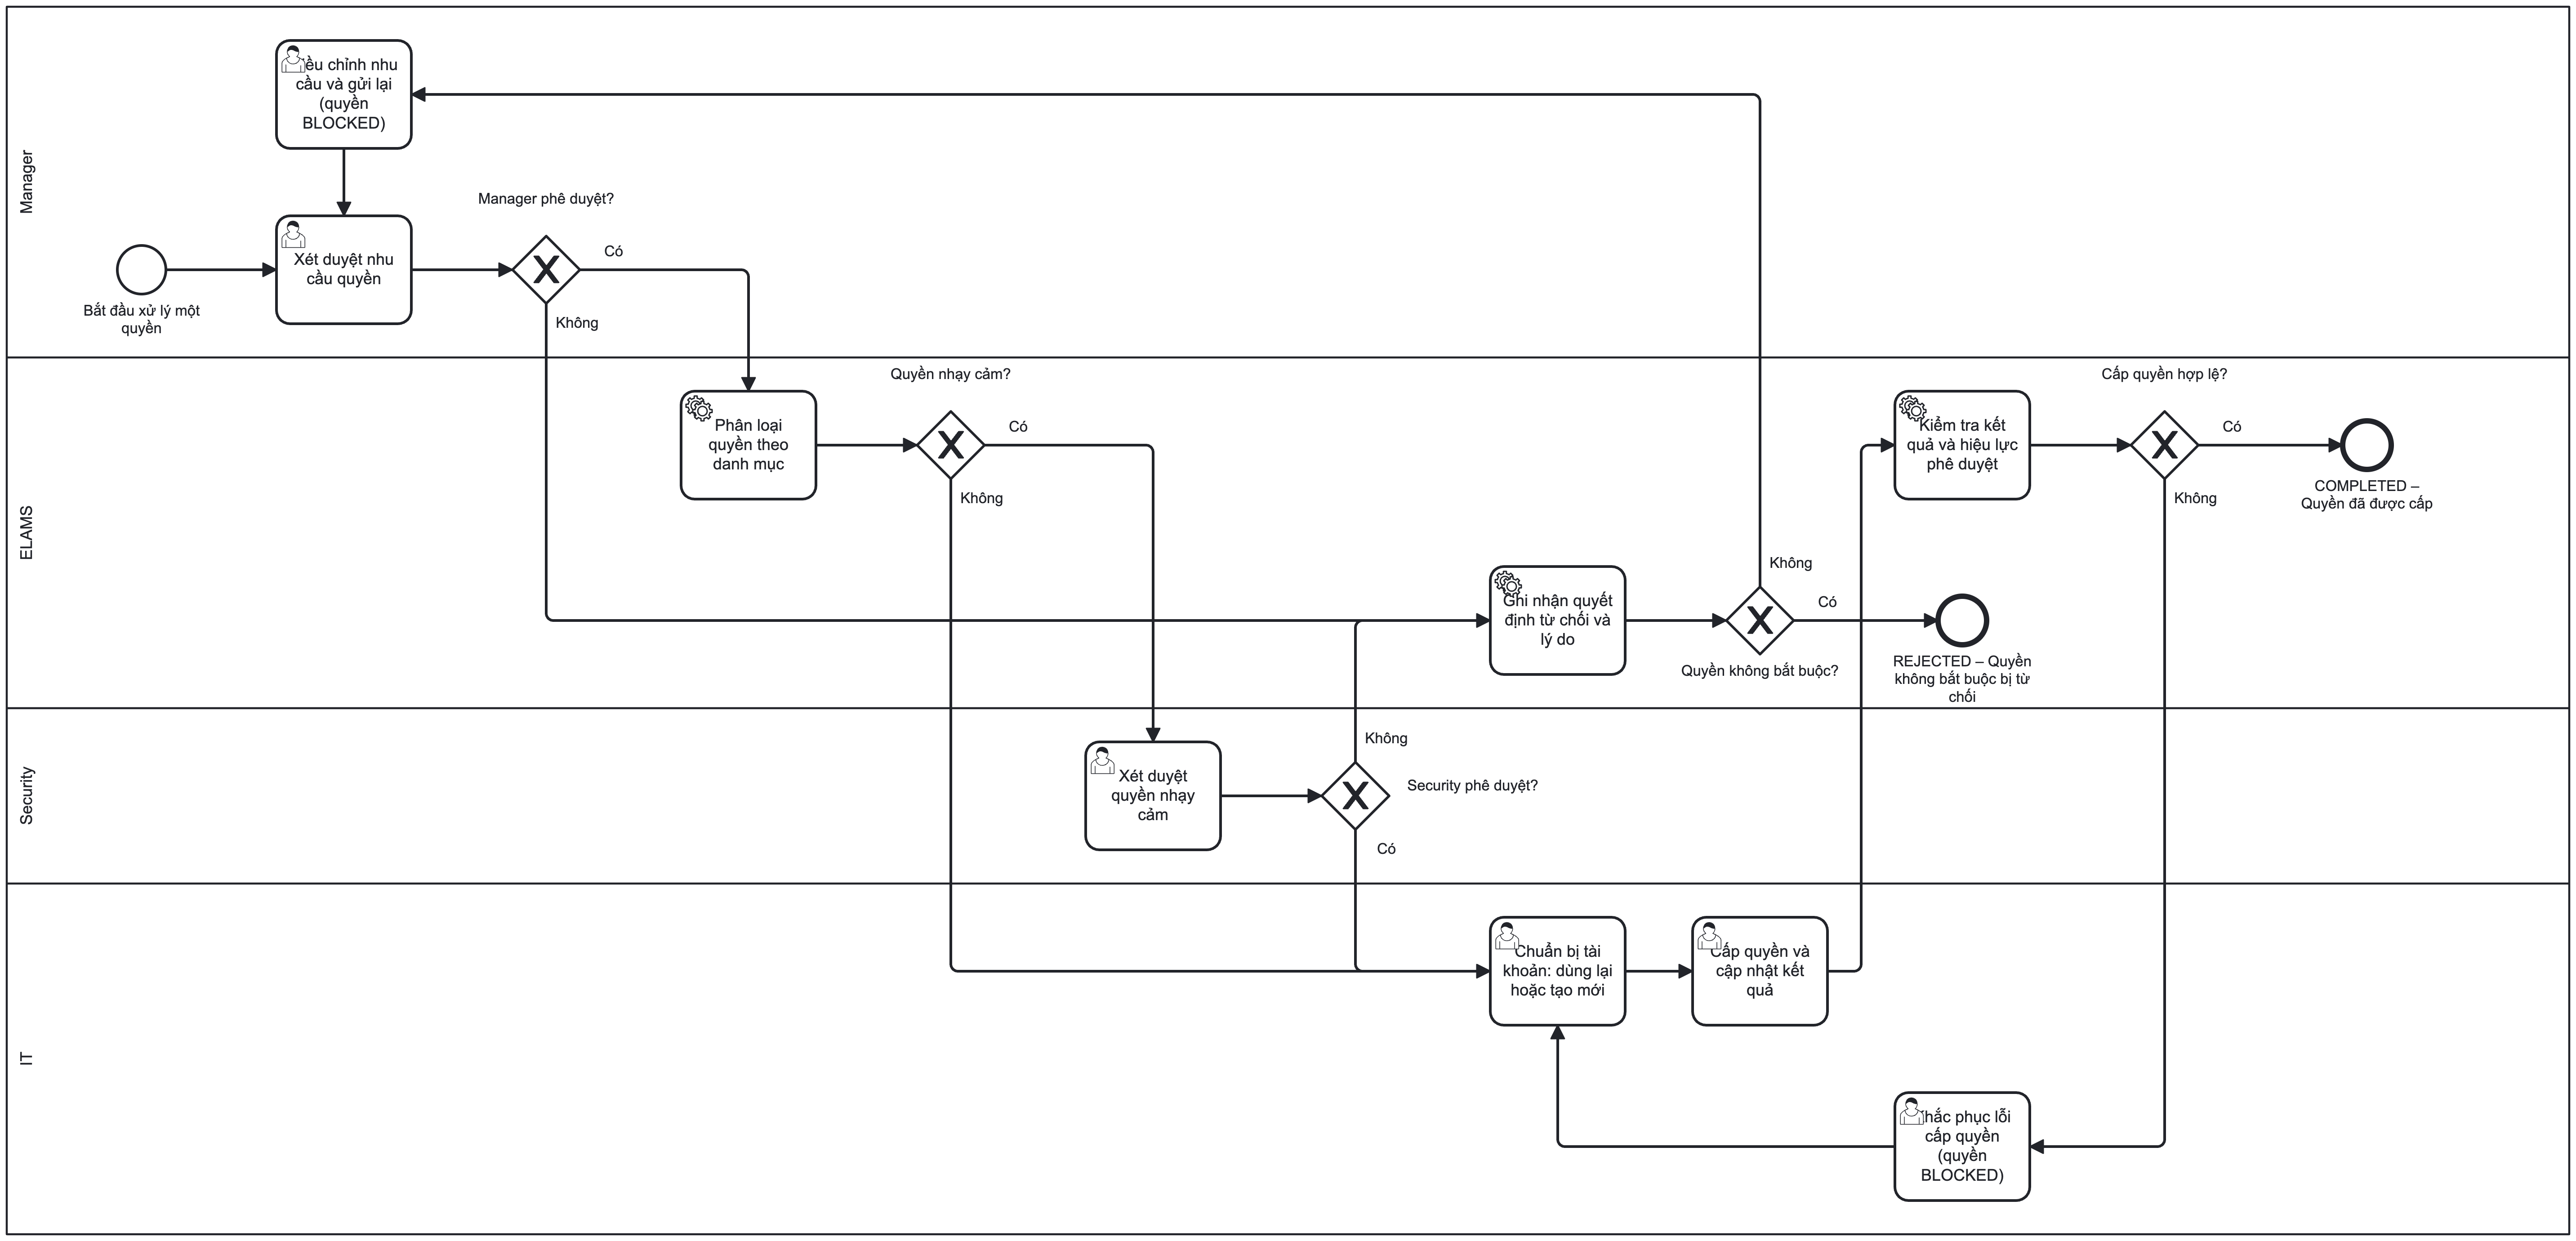 Manager
cầu và gửi lại
(quyền
BLOCKED)
Manager phê duyệt?
Có
Xét duyệt nhu
cầu quyền
Bắt đầu xử lý một
quyền
Không
ELAMS
Quyền nhạy cảm?
Cấp quyền hợp lệ?
Phân loại
quyền theo
danh mục
Có
Không
Kiểm tra kết
quả và hiệu lực
phê duyệt
Có
COMPLETED –
Quyền đã được cấp
Không
Không
Ghi nhận quyết
định từ chối và
lý do
Có
Quyền không bắt buộc?
REJECTED – Quyền
không bắt buộc bị từ
chối
Security
Không
Xét duyệt
quyền nhạy
cảm
Security phê duyệt?
Có
IT
Chuẩn bị tài
khoản: dùng lại
hoặc tạo mới
Cấp quyền và
cập nhật kết
quả
phục lỗi
cấp quyền
(quyền
BLOCKED)